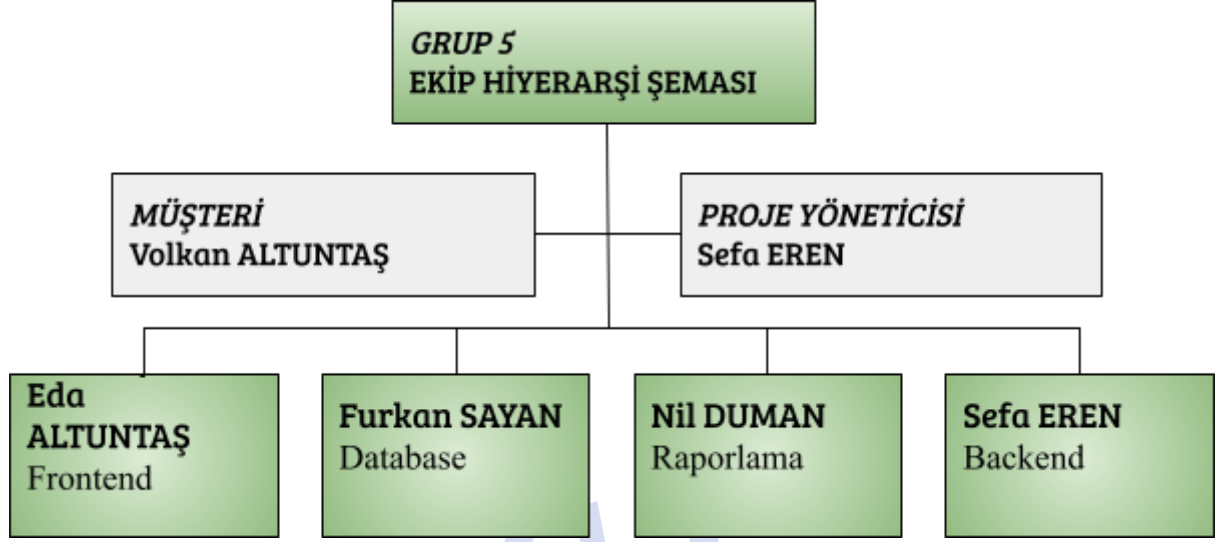 GRUP 5
EKİP HİYERARŞİ ŞEMASI
MÜŞTERİ
Volkan ALTUNTAŞ
PROJE YÖNETİCİSİ
Sefa EREN
Eda
ALTUNTAŞ
Frontend
Furkan SAYAN
Database
Nil DUMAN
Raporlama
Sefa EREN
Backend